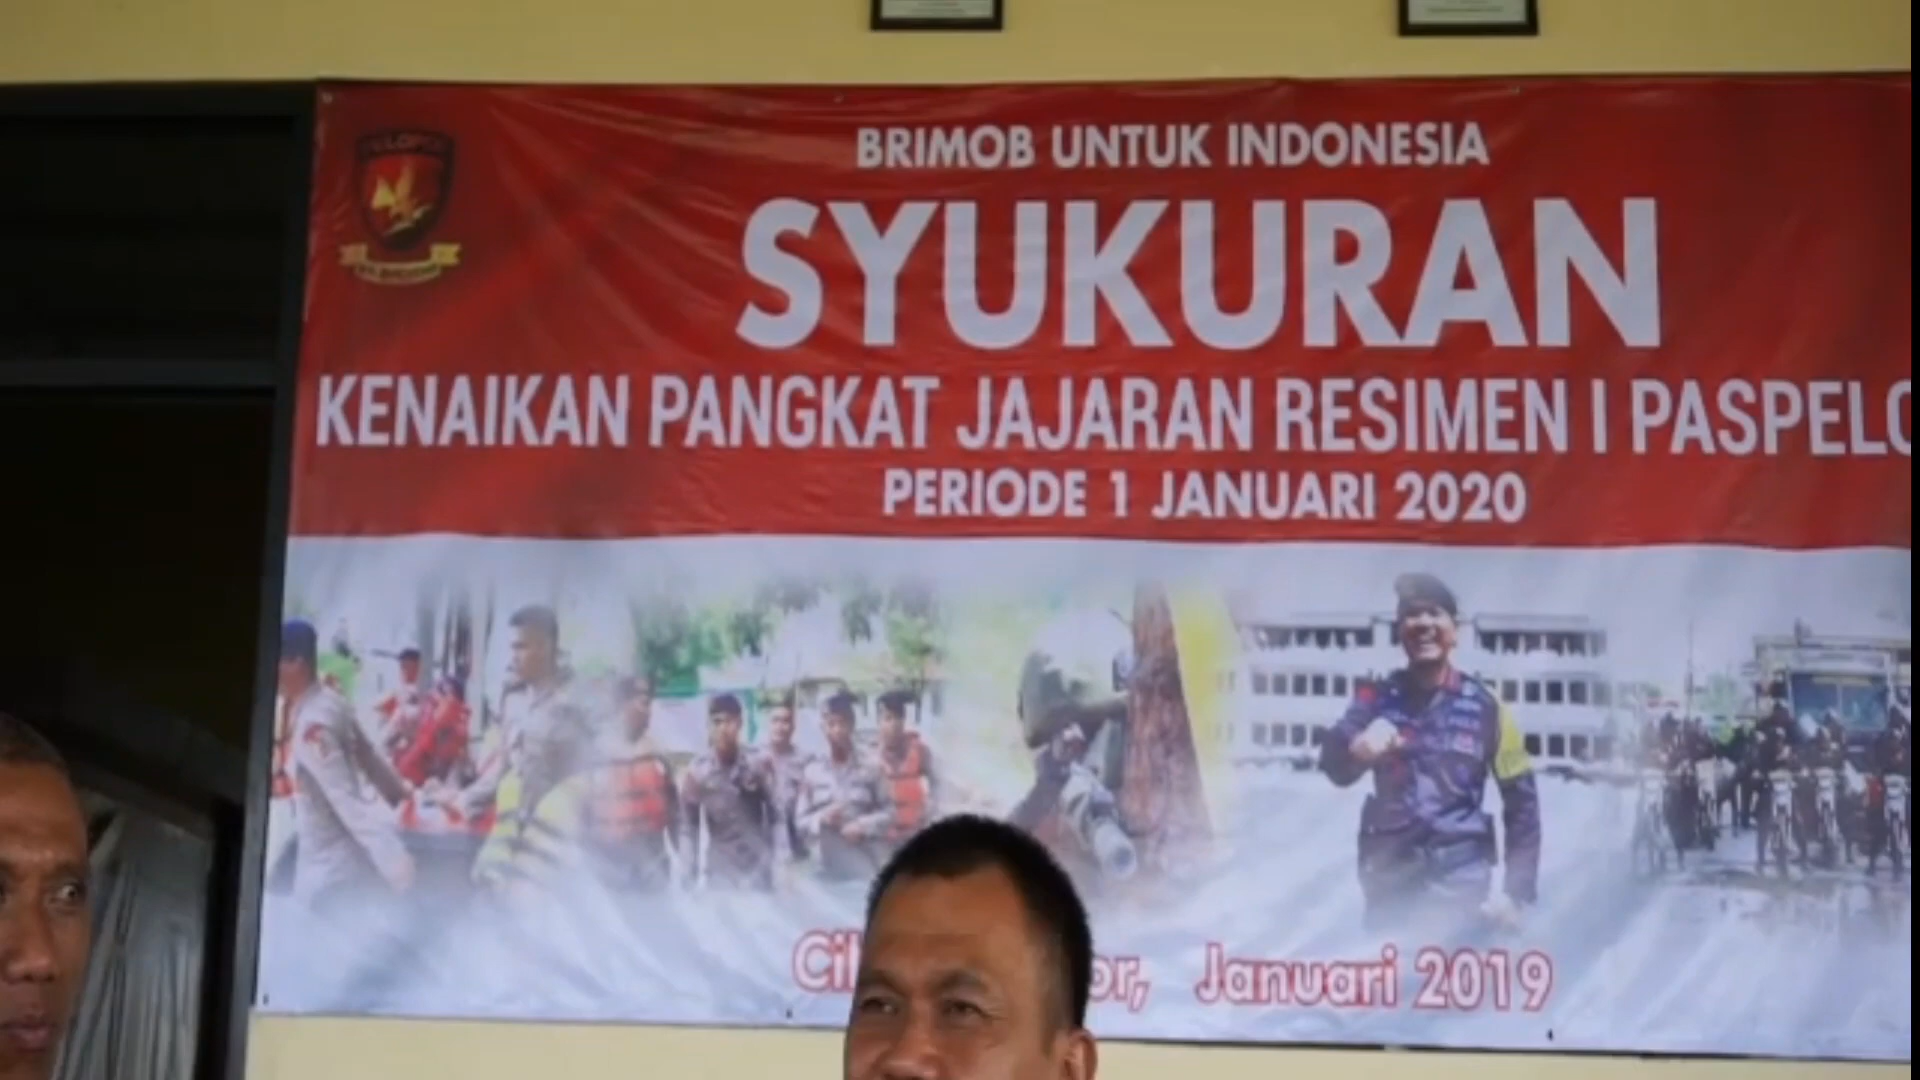 BRIMOB UNTUK INDONESIA
SYUKURAN
KENAIKAN PANGKAT JAJARAN RESIMEN I PASPELO
PERIODE 1 JANUARI 2020
Januari 2019